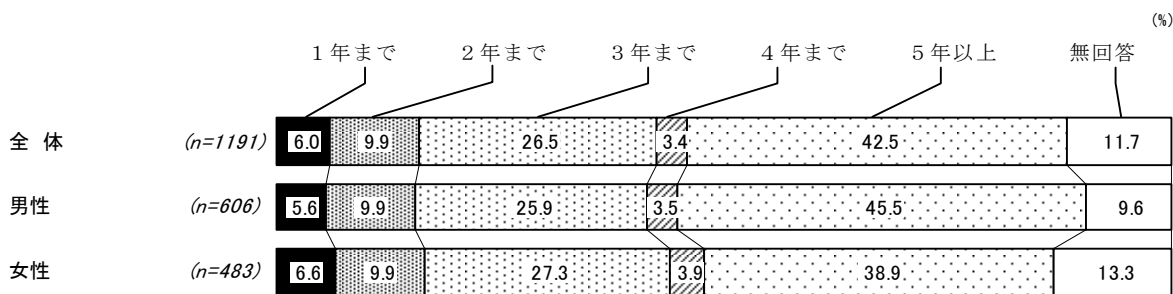 (%)
1年まで 2年まで 3年まで 4年まで 5年以上 無回答
全 体 (n=1191) 6.0 9.9 26.5 3.4 42.5 11.7
男性 (n=606) 5.6 9.9 25.9 3.5 45.5 9.6
女性 (n=483) 6.6 9.9 27.3 3.9 38.9 13.3